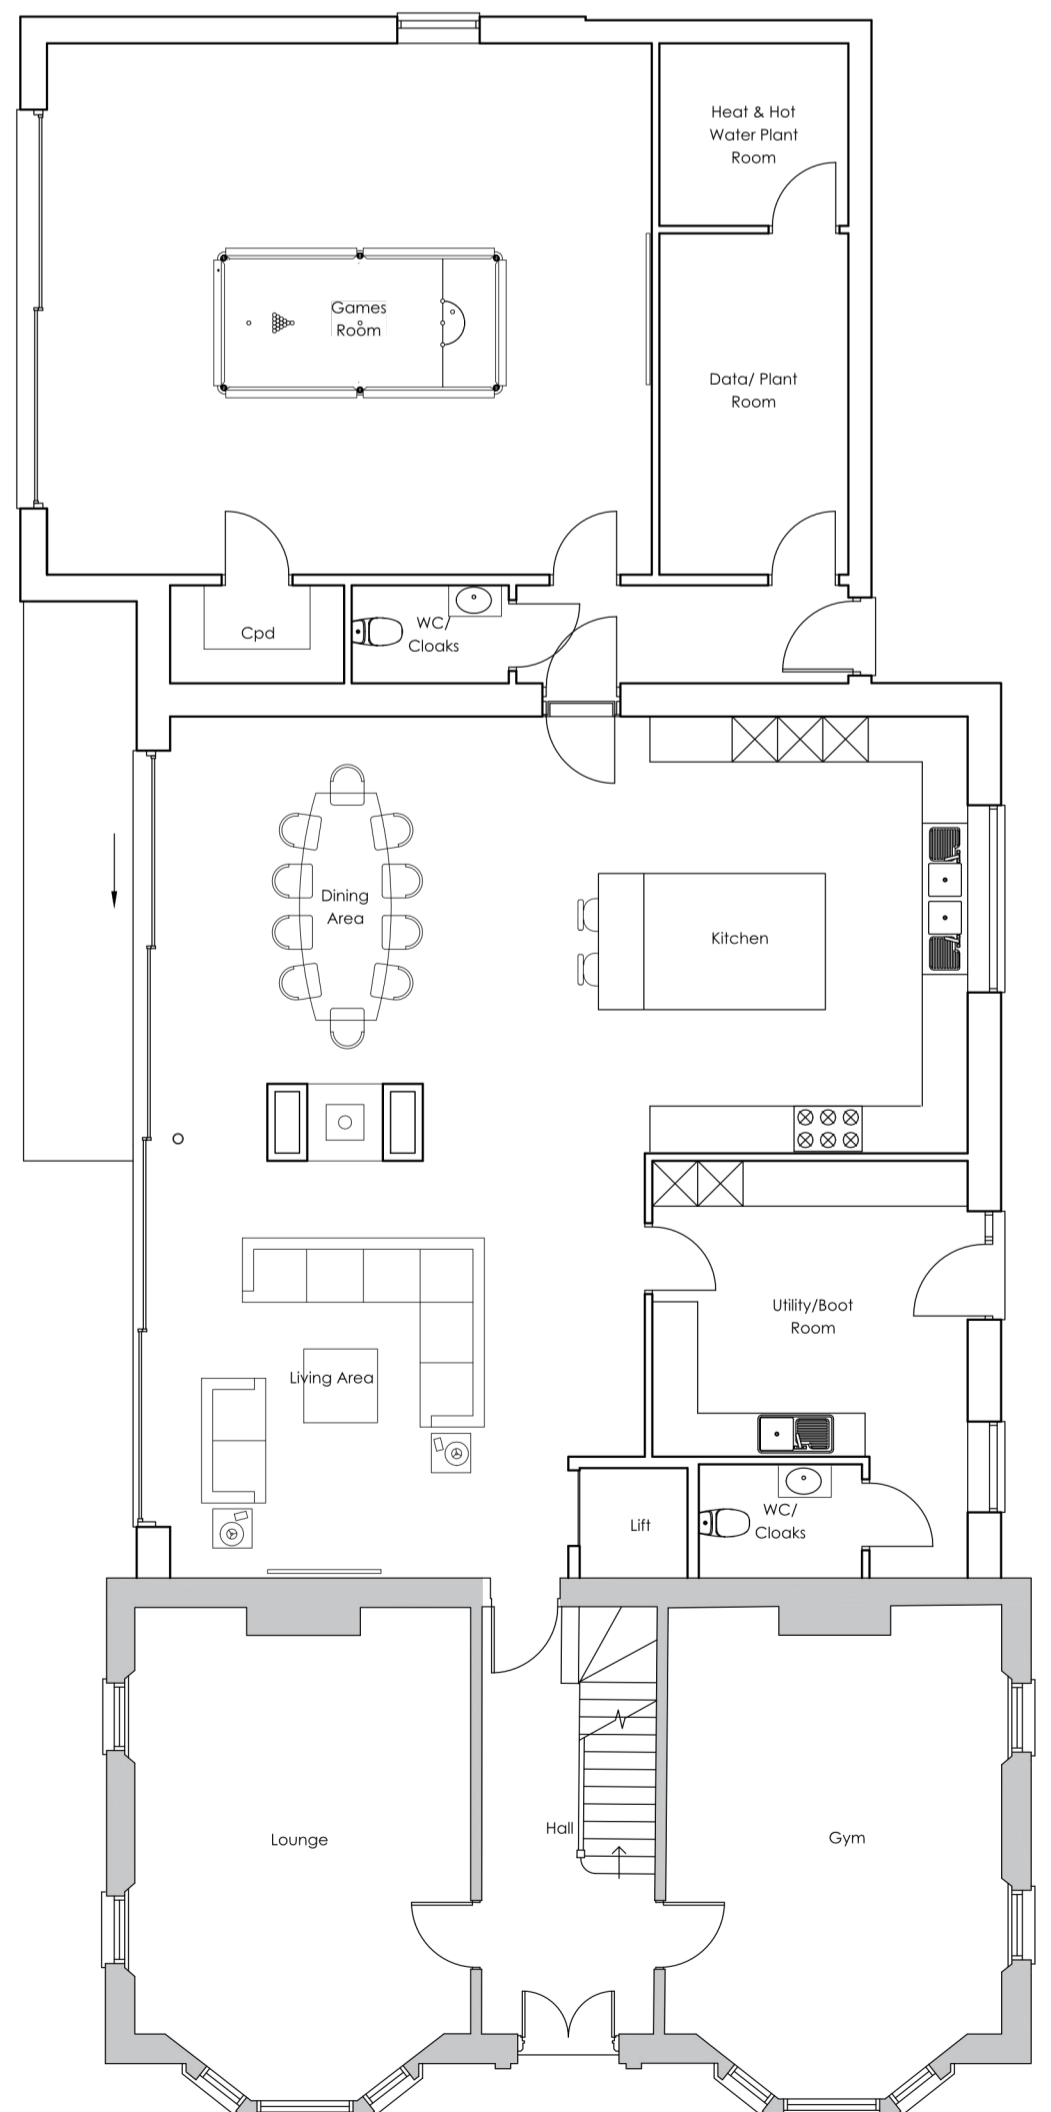 Heat & Hot
Water Plant
Room
Games
Room
Data/ Plant
Room
Cpd
WC/
Cloaks
Dining
Area
Kitchen
Utility/Boot
Room
Living Area
Lift
WC/
Cloaks
Hall
Lounge
Gym